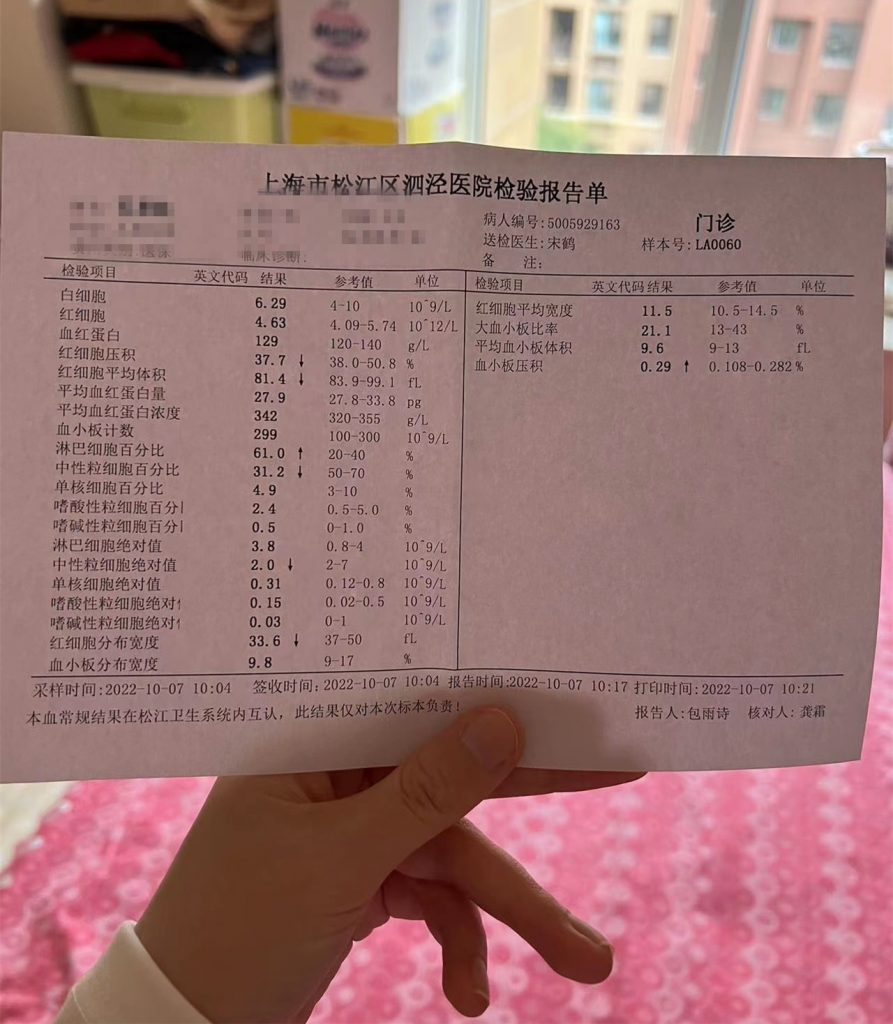 上海市松江区泗泾医院检验报告单
病人编号:5005929163 门诊
送检医生:宋鹤 样本号:LA0060
临床诊断: 备 注:
检验项目 英文代码 结果 参考值 单位
白细胞 6.29 4-10 10^9/L
红细胞 4.63 4.09-5.74 10^12/L
血红蛋白 129 120-140 g/L
红细胞压积 37.7 ↓ 38.0-50.8 %
红细胞平均体积 81.4 ↓ 83.9-99.1 fL
平均血红蛋白量 27.9 27.8-33.8 pg
平均血红蛋白浓度 342 320-355 g/L
血小板计数 299 100-300 10^9/L
淋巴细胞百分比 61.0 ↑ 20-40 %
中性粒细胞百分比 31.2 ↓ 50-70 %
单核细胞百分比 4.9 3-10 %
嗜酸性粒细胞百分 2.4 0.5-5.0 %
嗜碱性粒细胞百分 0.5 0-1.0 %
淋巴细胞绝对值 3.8 0.8-4 10^9/L
中性粒细胞绝对值 2.0 ↓ 2-7 10^9/L
单核细胞绝对值 0.31 0.12-0.8 10^9/L
嗜酸性粒细胞绝对 0.15 0.02-0.5 10^9/L
嗜碱性粒细胞绝对 0.03 0-1 10^9/L
红细胞分布宽度 33.6 ↓ 37-50 fL
血小板分布宽度 9.8 9-17 %
检验项目 英文代码 结果 参考值 单位
红细胞平均宽度 11.5 10.5-14.5 %
大血小板比率 21.1 13-43 %
平均血小板体积 9.6 9-13 fL
血小板压积 0.29 ↑ 0.108-0.282 %
采样时间:2022-10-07 10:04 签收时间:2022-10-07 10:04 报告时间:2022-10-07 10:17 打印时间:2022-10-07 10:21
本血常规结果在松江卫生系统内互认，此结果仅对本次标本负责! 报告人:包雨诗 核对人:龚霜